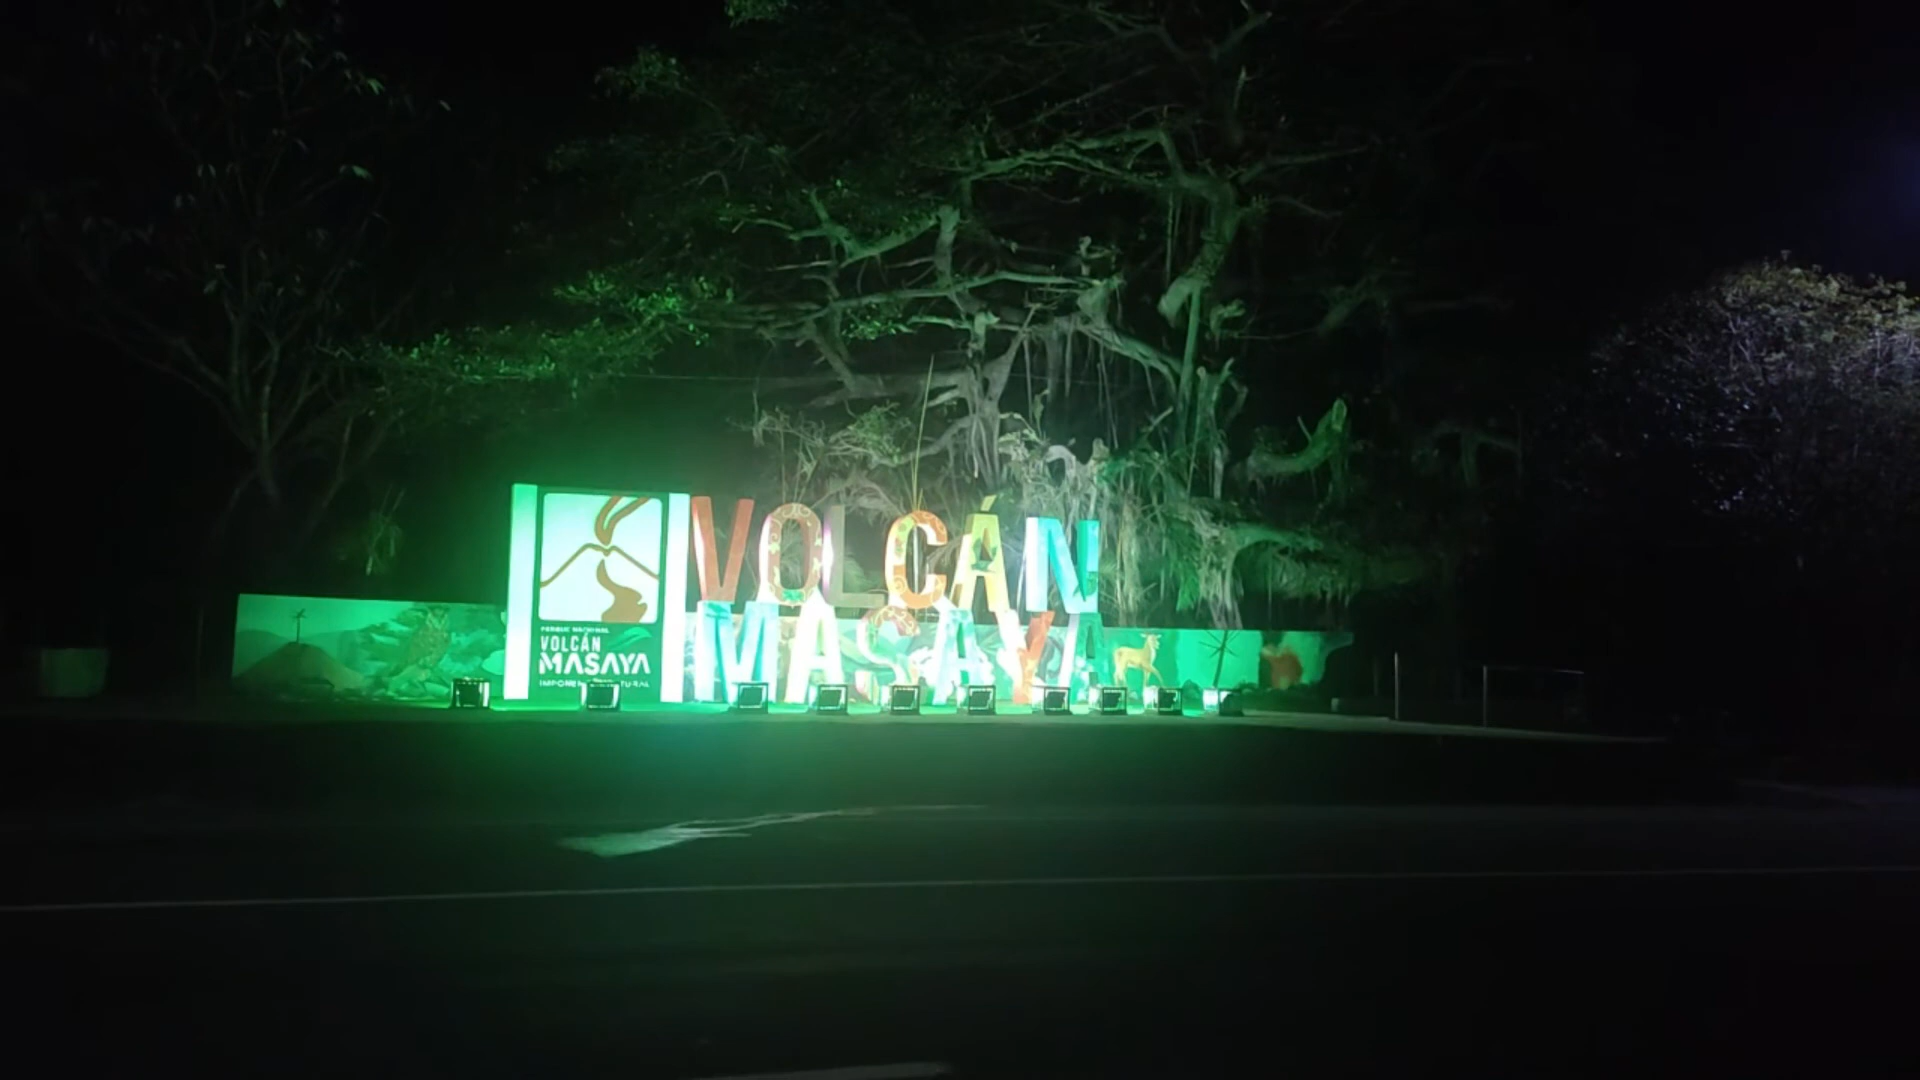 VOLCÁN
MASAYA
PARQUE NACIONAL
VOLCÁN
MASAYA